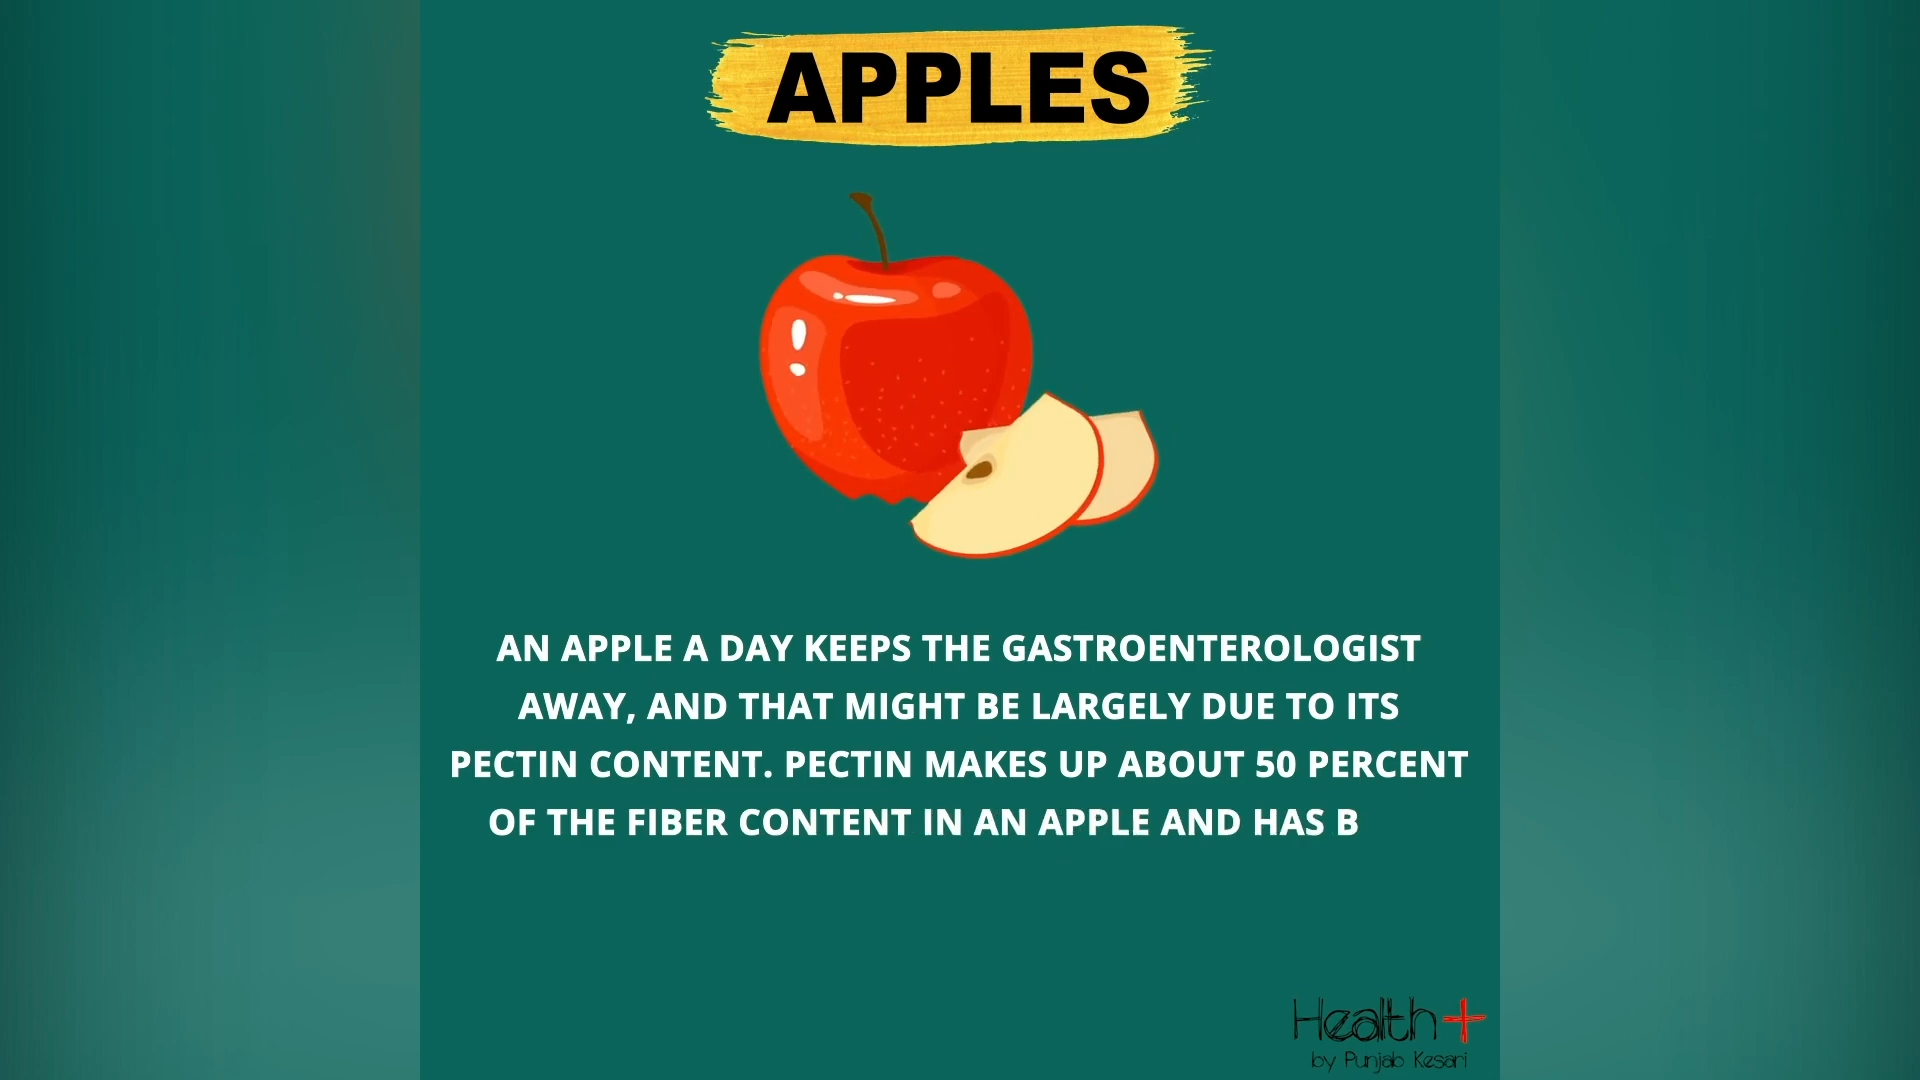 APPLES
AN APPLE A DAY KEEPS THE GASTROENTEROLOGIST
AWAY, AND THAT MIGHT BE LARGELY DUE TO ITS
PECTIN CONTENT. PECTIN MAKES UP ABOUT 50 PERCENT
OF THE FIBER CONTENT IN AN APPLE AND HAS B
Health+
by Punjab Kesari